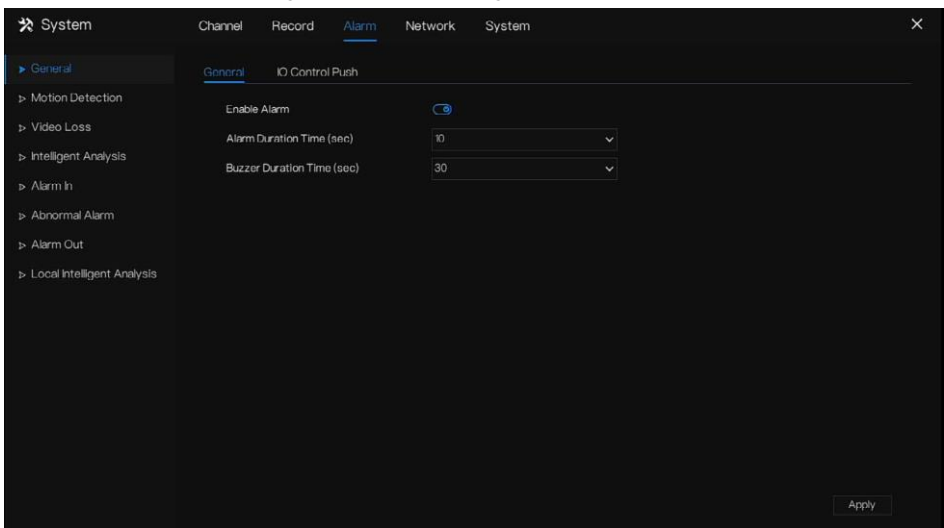 System
Channel Record Alarm Network System
General
Motion Detection
Video Loss
Intelligent Analysis
Alarm In
Abnormal Alarm
Alarm Out
Local Intelligent Analysis
General IO Control Push
Enable Alarm
Alarm Duration Time (sec) 10
Buzzer Duration Time (sec) 30
Apply